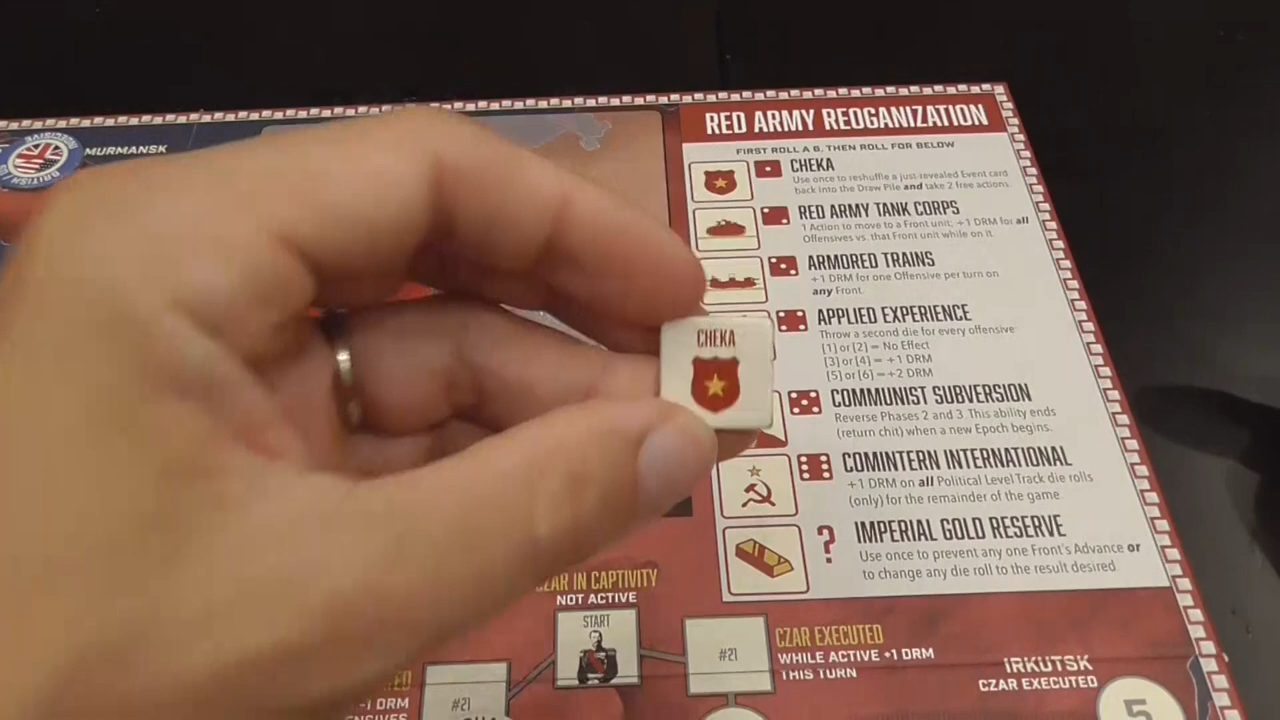 RED ARMY REOGANIZATION
FIRST ROLL A 6, THEN ROLL FOR BELOW
CHEKA
Use once to reshuffle a just-revealed Event card
back into the Draw Pile and take 2 free actions.
RED ARMY TANK CORPS
1 Action to move to a Front unit; +1 DRM for all
Offensives vs. that Front unit while on it.
ARMORED TRAINS
+1 DRM for one Offensive per turn on
any Front.
APPLIED EXPERIENCE
Throw a second die for every offensive:
[1] or [2] = No Effect
[3] or [4] = +1 DRM
[5] or [6] = +2 DRM
COMMUNIST SUBVERSION
Reverse Phases 2 and 3. This ability ends
(return chit) when a new Epoch begins.
COMINTERN INTERNATIONAL
+1 DRM on all Political Level Track die rolls
(only) for the remainder of the game
?
IMPERIAL GOLD RESERVE
Use once to prevent any one Front's Advance or
to change any die roll to the result desired
MURMANSK
BRITISH
CHEKA
CZAR IN CAPTIVITY
NOT ACTIVE
START
#21
CZAR EXECUTED
WHILE ACTIVE +1 DRM
THIS TURN
IRKUTSK
CZAR EXECUTED
5
#21
-1 DRM